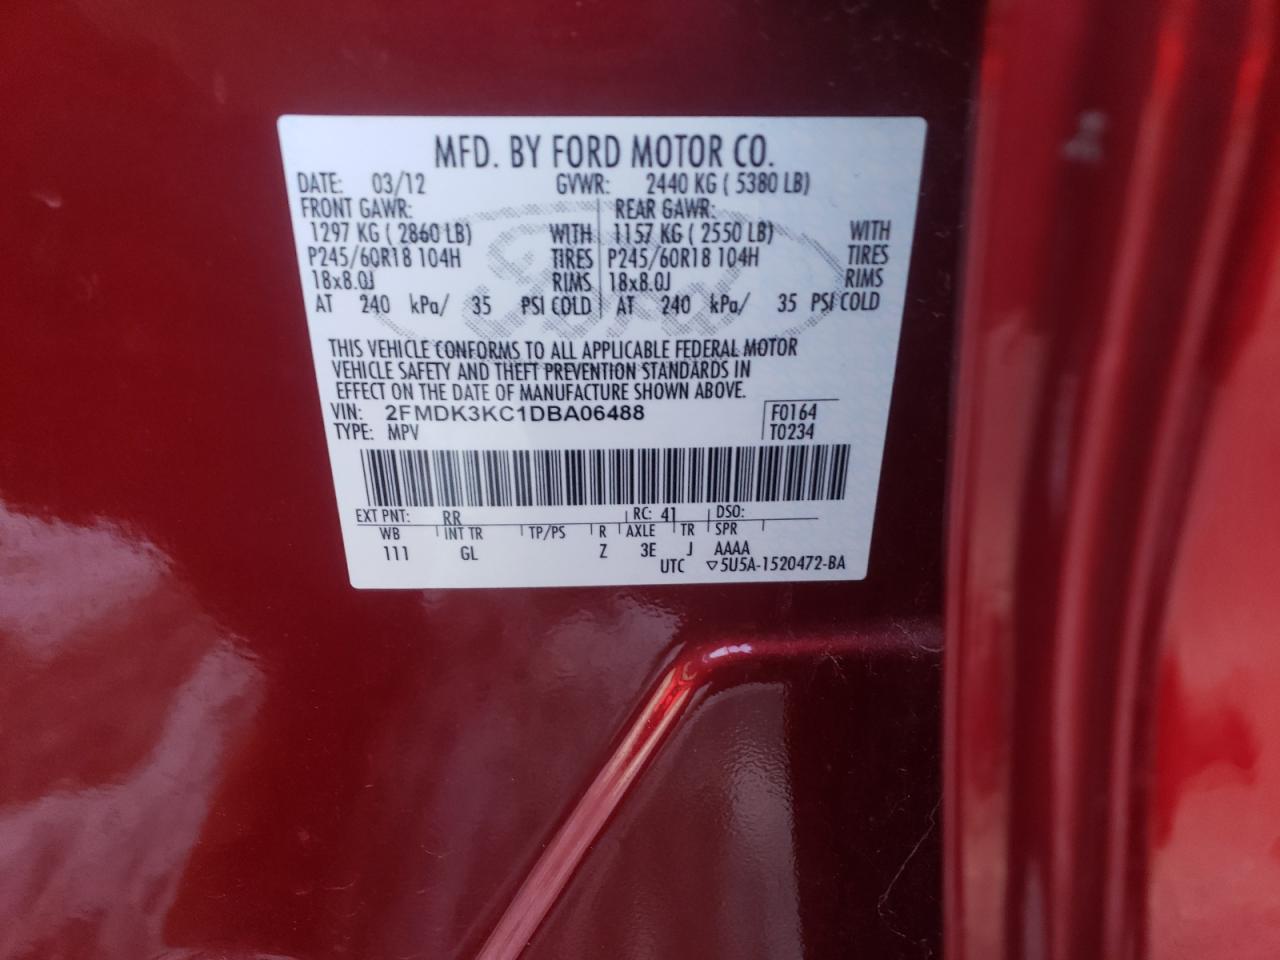 MFD. BY FORD MOTOR CO.
DATE: 03/12 GVWR: 2440 KG ( 5380 LB)
FRONT GAWR: REAR GAWR:
1297 KG ( 2860 LB) WITH 1157 KG ( 2550 LB) WITH
P245/60R18 104H TIRES P245/60R18 104H TIRES
18x8.0J RIMS 18x8.0J RIMS
AT 240 kPa/ 35 PSI COLD AT 240 kPa/ 35 PSI COLD
Ford
THIS VEHICLE CONFORMS TO ALL APPLICABLE FEDERAL MOTOR
VEHICLE SAFETY AND THEFT PREVENTION STANDARDS IN
EFFECT ON THE DATE OF MANUFACTURE SHOWN ABOVE.
VIN: 2FMDK3KC1DBA06488 F0164
TYPE: MPV T0234
EXT PNT: RR RC: 41 DSO:
WB INT TR TP/PS R AXLE TR SPR
111 GL Z 3E J AAAA
UTC ▽5U5A-1520472-BA